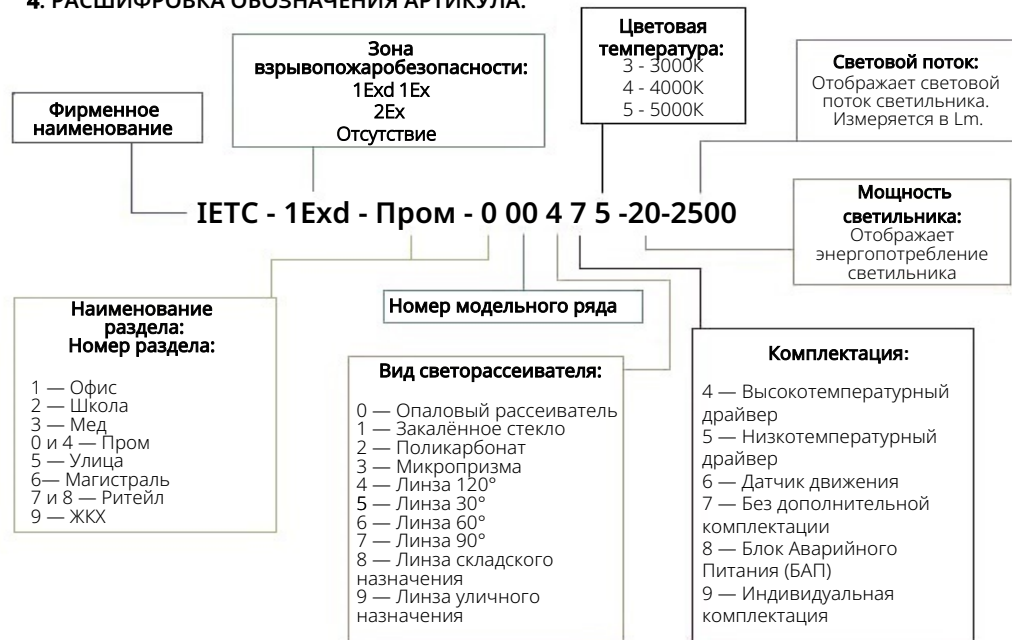 4. РАСШИФРОВКА ОБОЗНАЧЕНИЯ АРТИКУЛА.
Фирменное
наименование
Зона
взрывопожаробезопасности:
1Exd 1Ex
2Ex
Отсутствие
Цветовая
температура:
3 - 3000К
4 - 4000К
5 - 5000К
Световой поток:
Отображает световой
поток светильника.
Измеряется в Lm.
IETC - 1Exd - Пром - 0 00 4 7 5 -20-2500
Мощность
светильника:
Отображает
энергопотребление
светильника
Наименование
раздела:
Номер раздела:
1 — Офис
2 — Школа
3 — Мед
0 и 4 — Пром
5 — Улица
6— Магистраль
7 и 8 — Ритейл
9 — ЖКХ
Номер модельного ряда
Вид светорассеивателя:
0 — Опаловый рассеиватель
1 — Закалённое стекло
2 — Поликарбонат
3 — Микропризма
4 — Линза 120°
5 — Линза 30°
6 — Линза 60°
7 — Линза 90°
8 — Линза складского
назначения
9 — Линза уличного
назначения
Комплектация:
4 — Высокотемпературный
драйвер
5 — Низкотемпературный
драйвер
6 — Датчик движения
7 — Без дополнительной
комплектации
8 — Блок Аварийного
Питания (БАП)
9 — Индивидуальная
комплектация